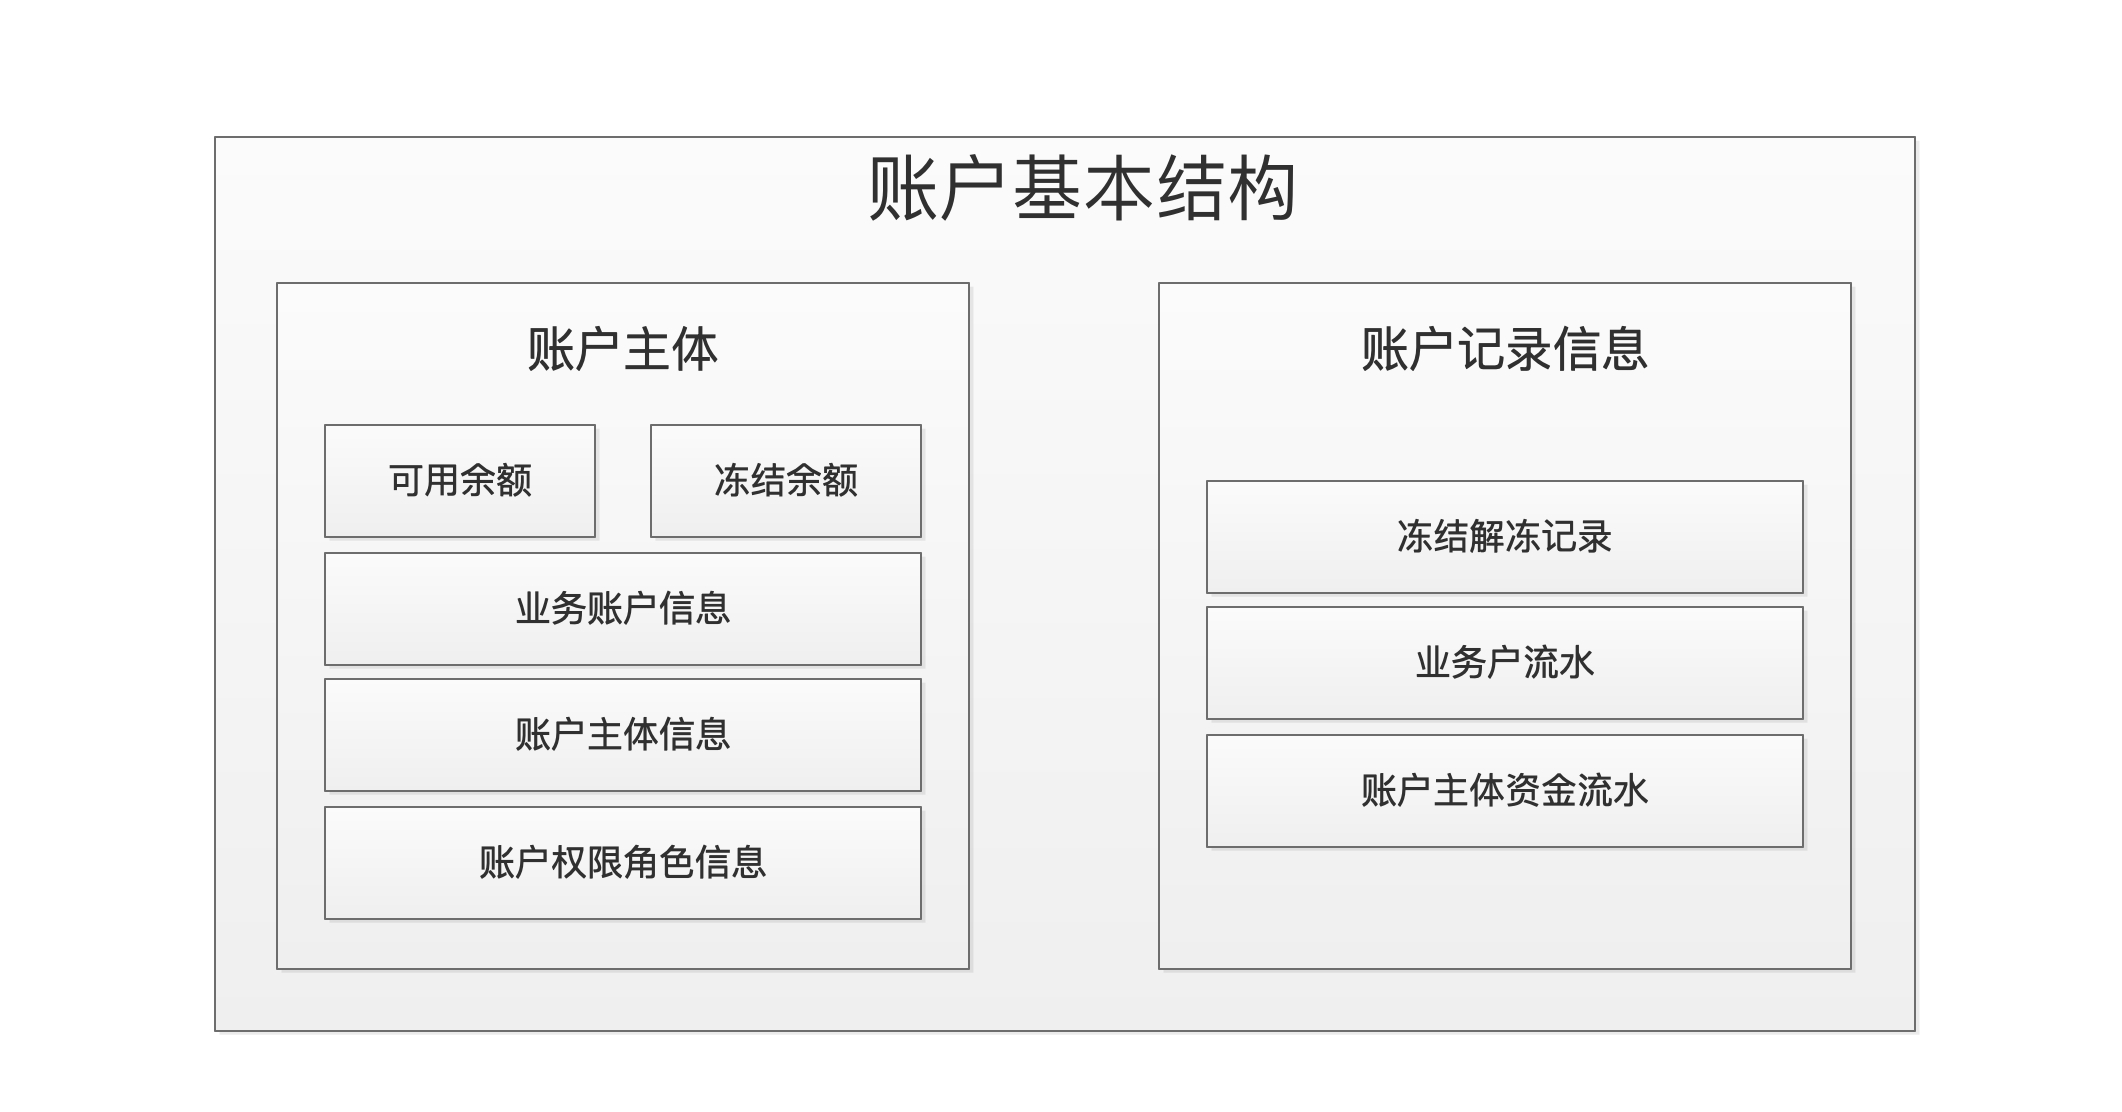 账户基本结构
账户主体
可用余额
冻结余额
业务账户信息
账户主体信息
账户权限角色信息
账户记录信息
冻结解冻记录
业务户流水
账户主体资金流水